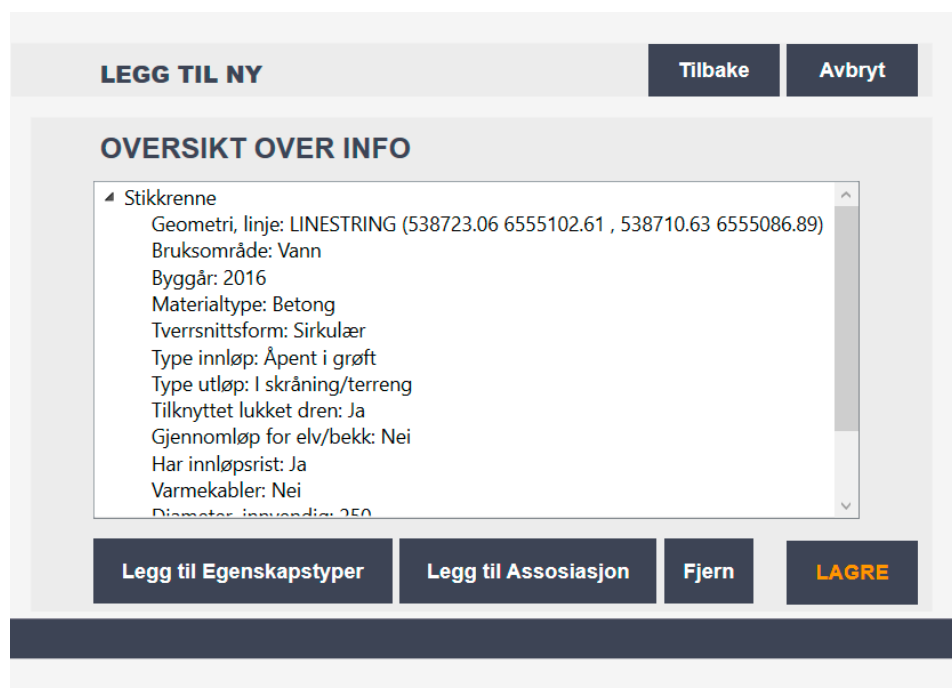 LEGG TIL NY
Tilbake
Avbryt
OVERSIKT OVER INFO
Stikkrenne
Geometri, linje: LINESTRING (538723.06 6555102.61 , 538710.63 6555086.89)
Bruksområde: Vann
Byggår: 2016
Materialtype: Betong
Tverrsnittsform: Sirkulær
Type innløp: Åpent i grøft
Type utløp: I skråning/terreng
Tilknyttet lukket dren: Ja
Gjennomløp for elv/bekk: Nei
Har innløpsrist: Ja
Varmekabler: Nei
Diameter, innvendig: 250
Legg til Egenskapstyper
Legg til Assosiasjon
Fjern
LAGRE